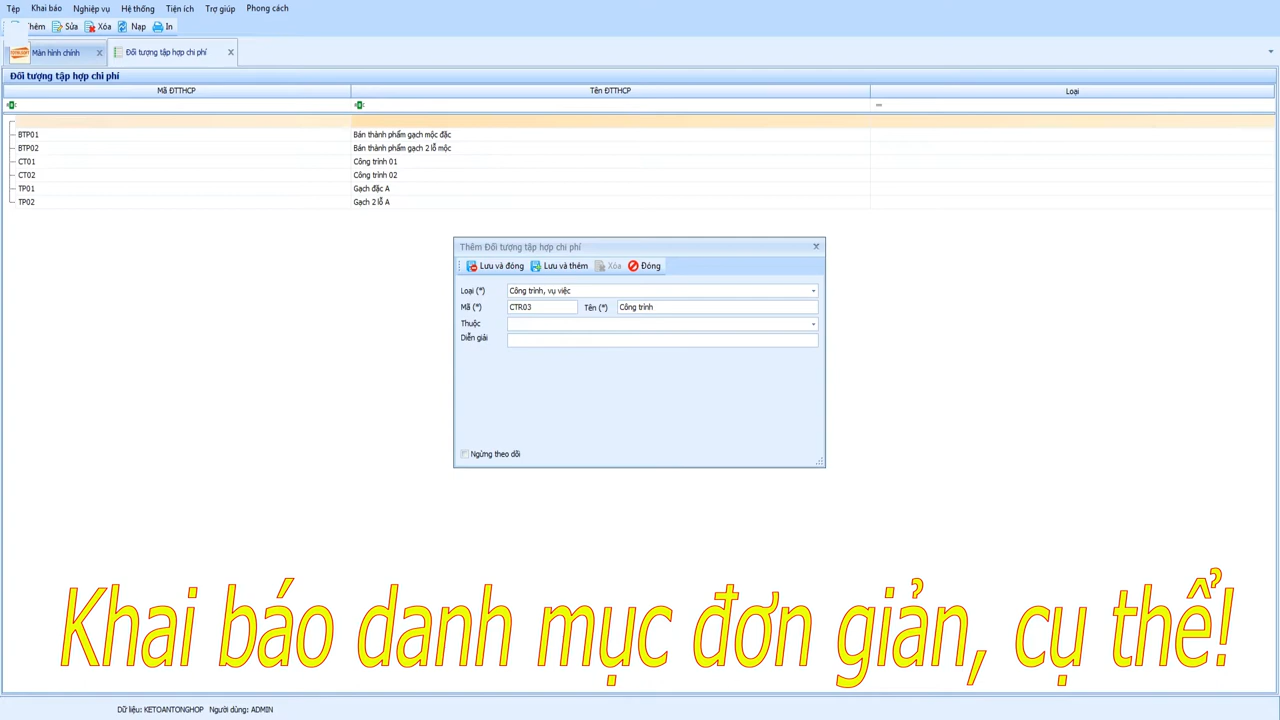 Tệp Khai báo Nghiệp vụ Hệ thống Tiện ích Trợ giúp Phong cách
Thêm Sửa Xóa Nạp In
Màn hình chính Đối tượng tập hợp chi phí
Đối tượng tập hợp chi phí
Mã ĐTTHCP Tên ĐTTHCP Loại
BTP01 Bán thành phẩm gạch mộc đặc
BTP02 Bán thành phẩm gạch 2 lỗ mộc
CT01 Công trình 01
CT02 Công trình 02
TP01 Gạch đặc A
TP02 Gạch 2 lỗ A
Thêm Đối tượng tập hợp chi phí
Lưu và đóng Lưu và thêm Xóa Đóng
Loại (*) Công trình, vụ việc
Mã (*) CTR03 Tên (*) Công trình
Thuộc
Diễn giải
Ngừng theo dõi
Khai báo danh mục đơn giản, cụ thể!
Dữ liệu: KETOANTONGHOP Người dùng: ADMIN